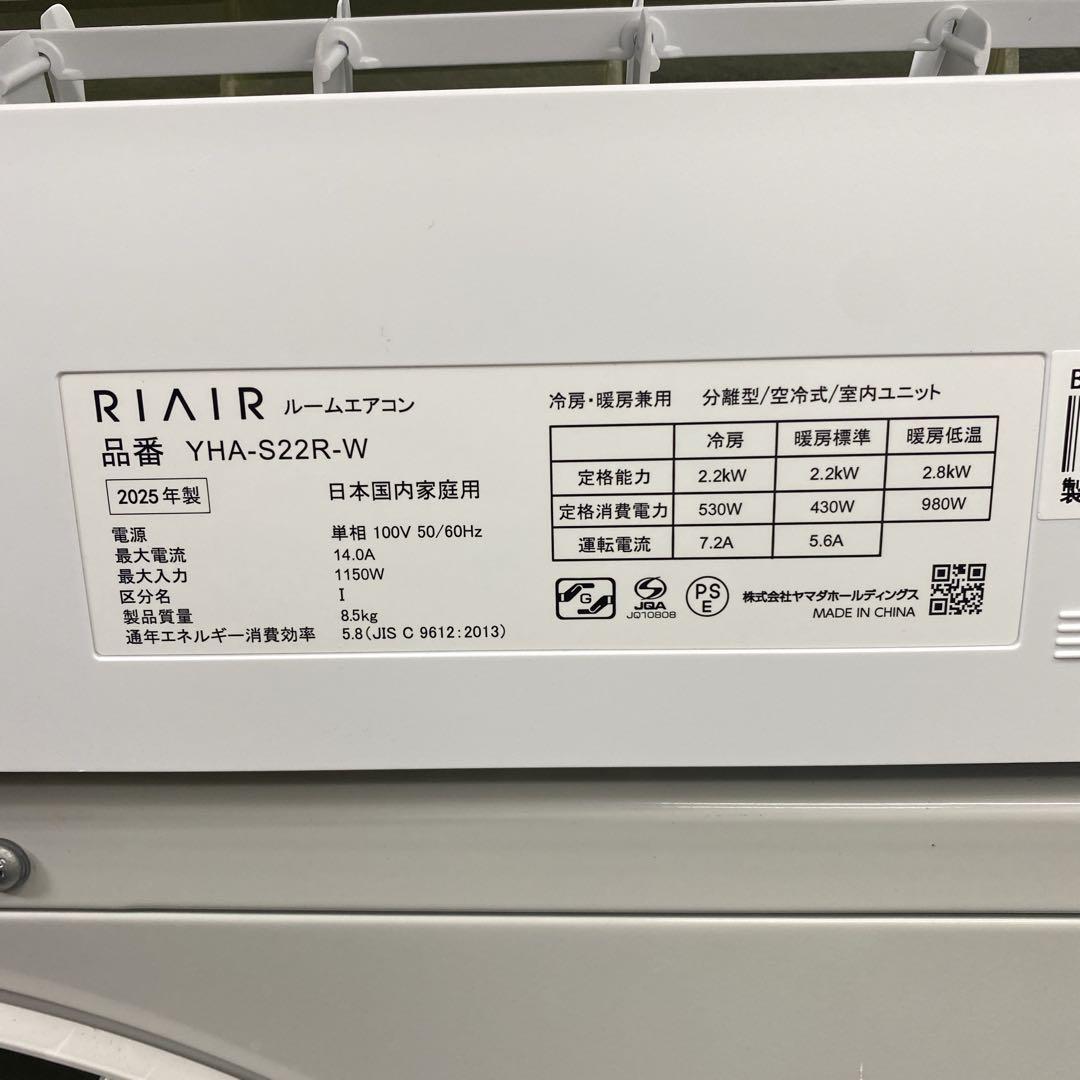 RIAIR ルームエアコン
品番 YHA-S22R-W
2025年製 日本国内家庭用
電源 単相 100V 50/60Hz
最大電流 14.0A
最大入力 1150W
区分名 I
製品質量 8.5kg
通年エネルギー消費効率 5.8(JIS C 9612:2013)
冷房・暖房兼用 分離型/空冷式/室内ユニット
冷房 暖房標準 暖房低温
定格能力 2.2kW 2.2kW 2.8kW
定格消費電力 530W 430W 980W
運転電流 7.2A 5.6A
G
JQA
JQ10808
PS
E
株式会社ヤマダホールディングス
MADE IN CHINA
製